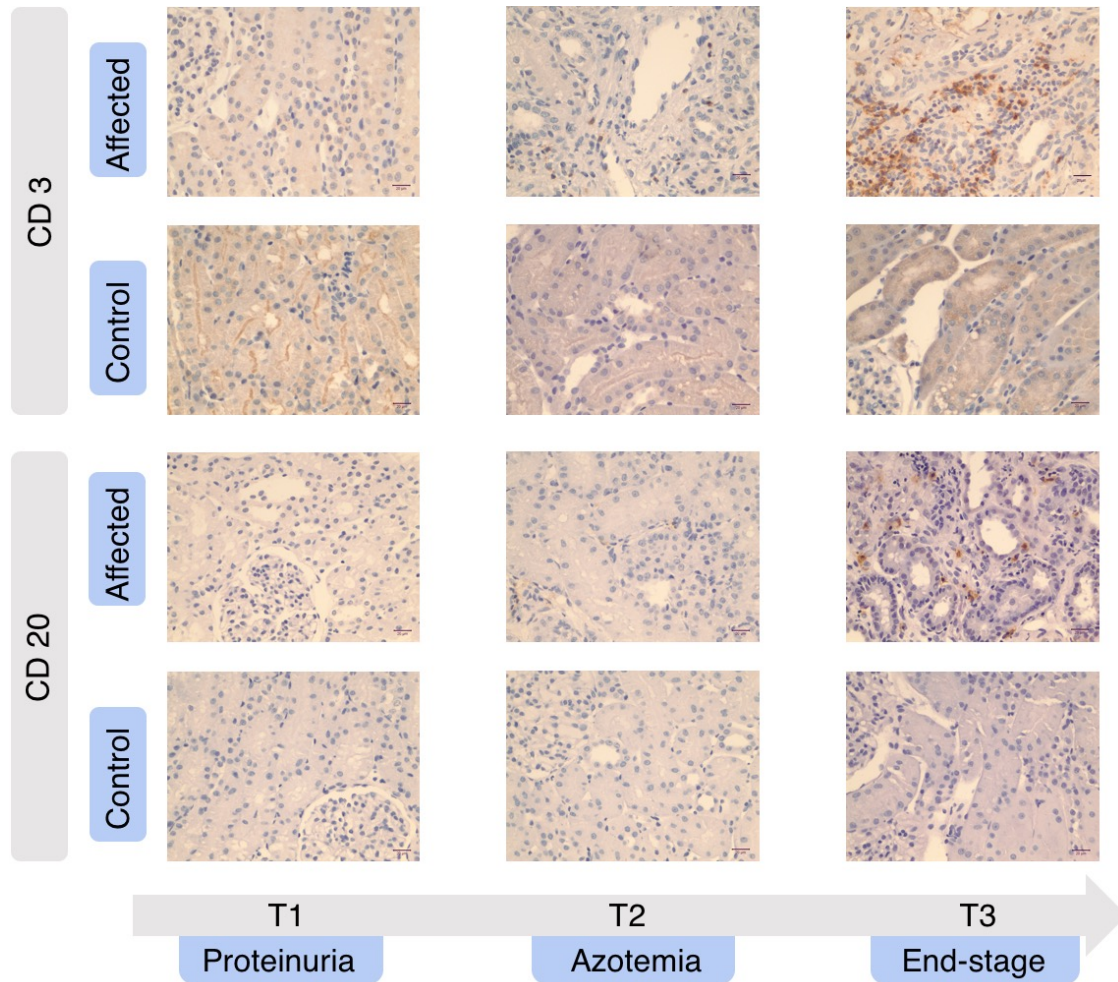 CD 3
Affected
Control
CD 20
Affected
Control
T1
T2
T3
Proteinuria
Azotemia
End-stage